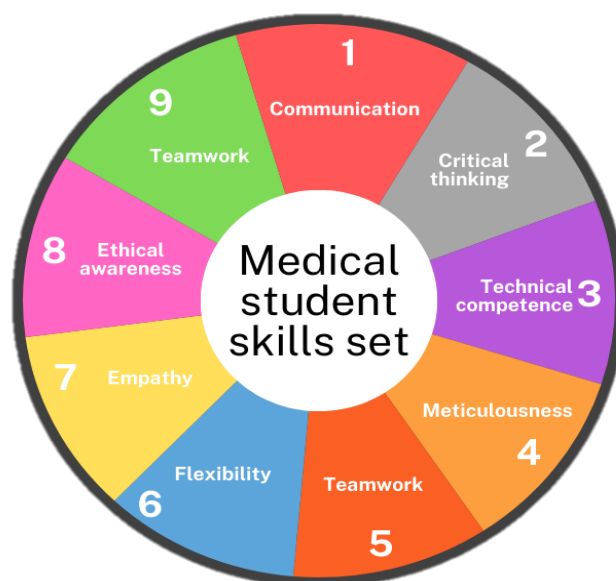 1
Communication
2
Critical
thinking
Technical
competence 3
Meticulousness
4
Teamwork
5
Flexibility
6
7
Empathy
8
Ethical
awareness
9
Teamwork
Medical
student
skills set